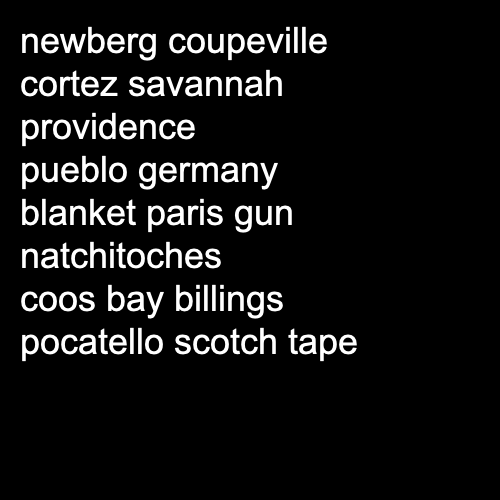 newberg coupeville
cortez savannah
providence
pueblo germany
blanket paris gun
natchitoches
coos bay billings
pocatello scotch tape